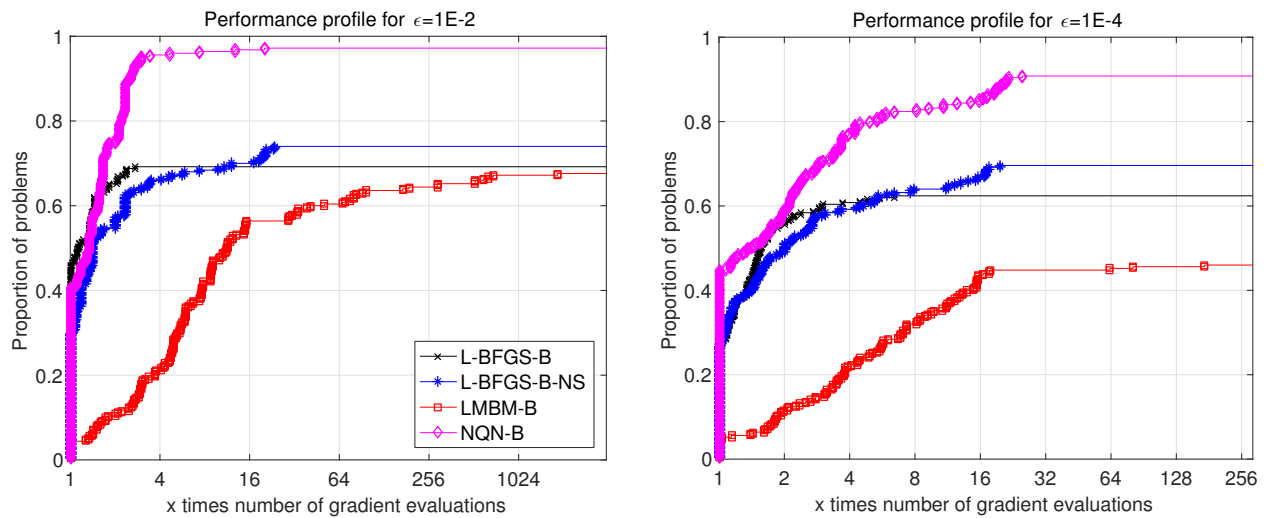 Performance profile for ϵ=1E-2
Proportion of problems
1
0.8
0.6
0.4
0.2
0
1 4 16 64 256 1024
x times number of gradient evaluations
L-BFGS-B
L-BFGS-B-NS
LMBM-B
NQN-B
Performance profile for ϵ=1E-4
Proportion of problems
1
0.8
0.6
0.4
0.2
0
1 2 4 8 16 32 64 128 256
x times number of gradient evaluations